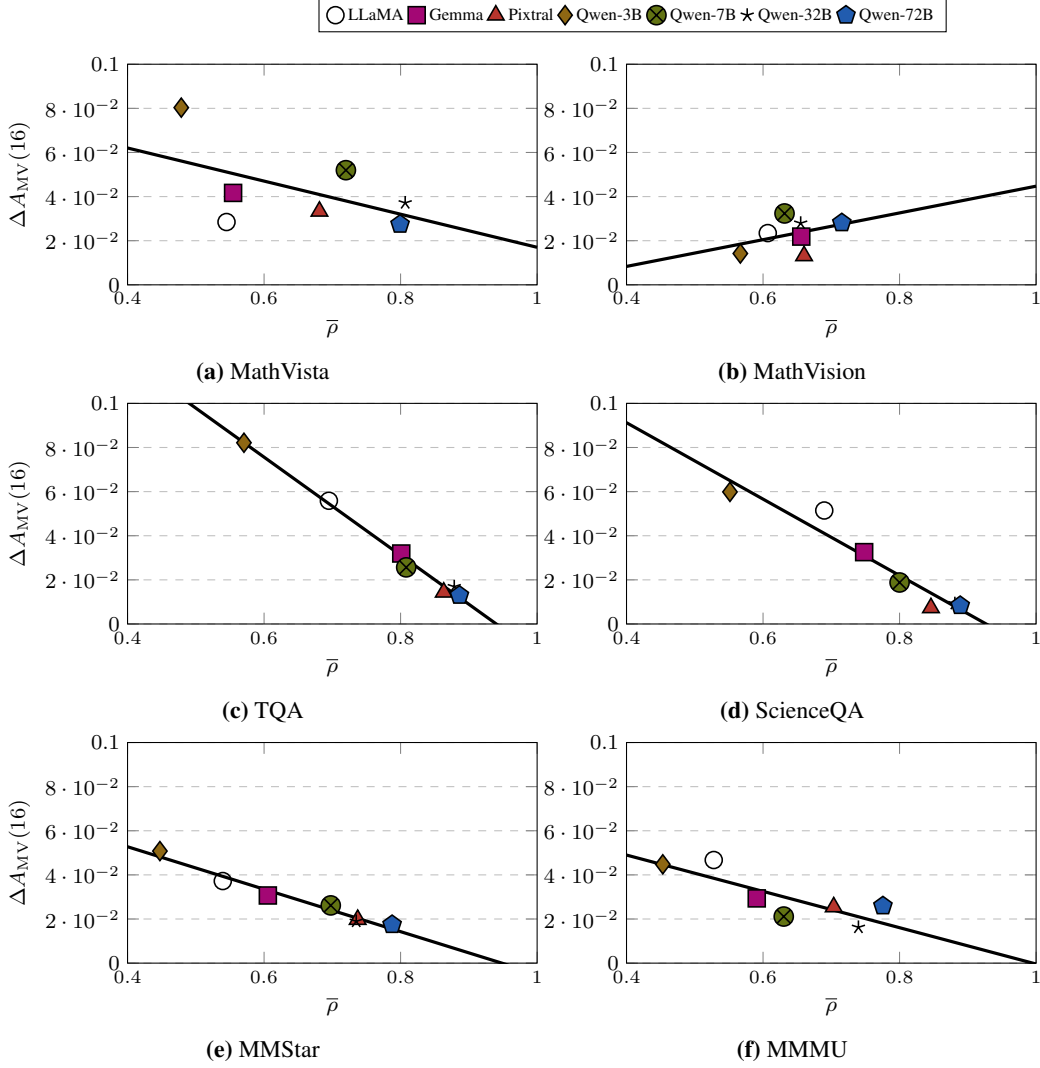 LLaMA Gemma Pixtral Qwen-3B Qwen-7B Qwen-32B Qwen-72B
0.1
8 · 10⁻²
6 · 10⁻²
4 · 10⁻²
2 · 10⁻²
0
ΔA_MV(16)
0.4 0.6 0.8 1
ρ̅
(a) MathVista
0.1
8 · 10⁻²
6 · 10⁻²
4 · 10⁻²
2 · 10⁻²
0
0.4 0.6 0.8 1
ρ̅
(b) MathVision
0.1
8 · 10⁻²
6 · 10⁻²
4 · 10⁻²
2 · 10⁻²
0
ΔA_MV(16)
0.4 0.6 0.8 1
ρ̅
(c) TQA
0.1
8 · 10⁻²
6 · 10⁻²
4 · 10⁻²
2 · 10⁻²
0
0.4 0.6 0.8 1
ρ̅
(d) ScienceQA
0.1
8 · 10⁻²
6 · 10⁻²
4 · 10⁻²
2 · 10⁻²
0
ΔA_MV(16)
0.4 0.6 0.8 1
ρ̅
(e) MMStar
0.1
8 · 10⁻²
6 · 10⁻²
4 · 10⁻²
2 · 10⁻²
0
0.4 0.6 0.8 1
ρ̅
(f) MMMU